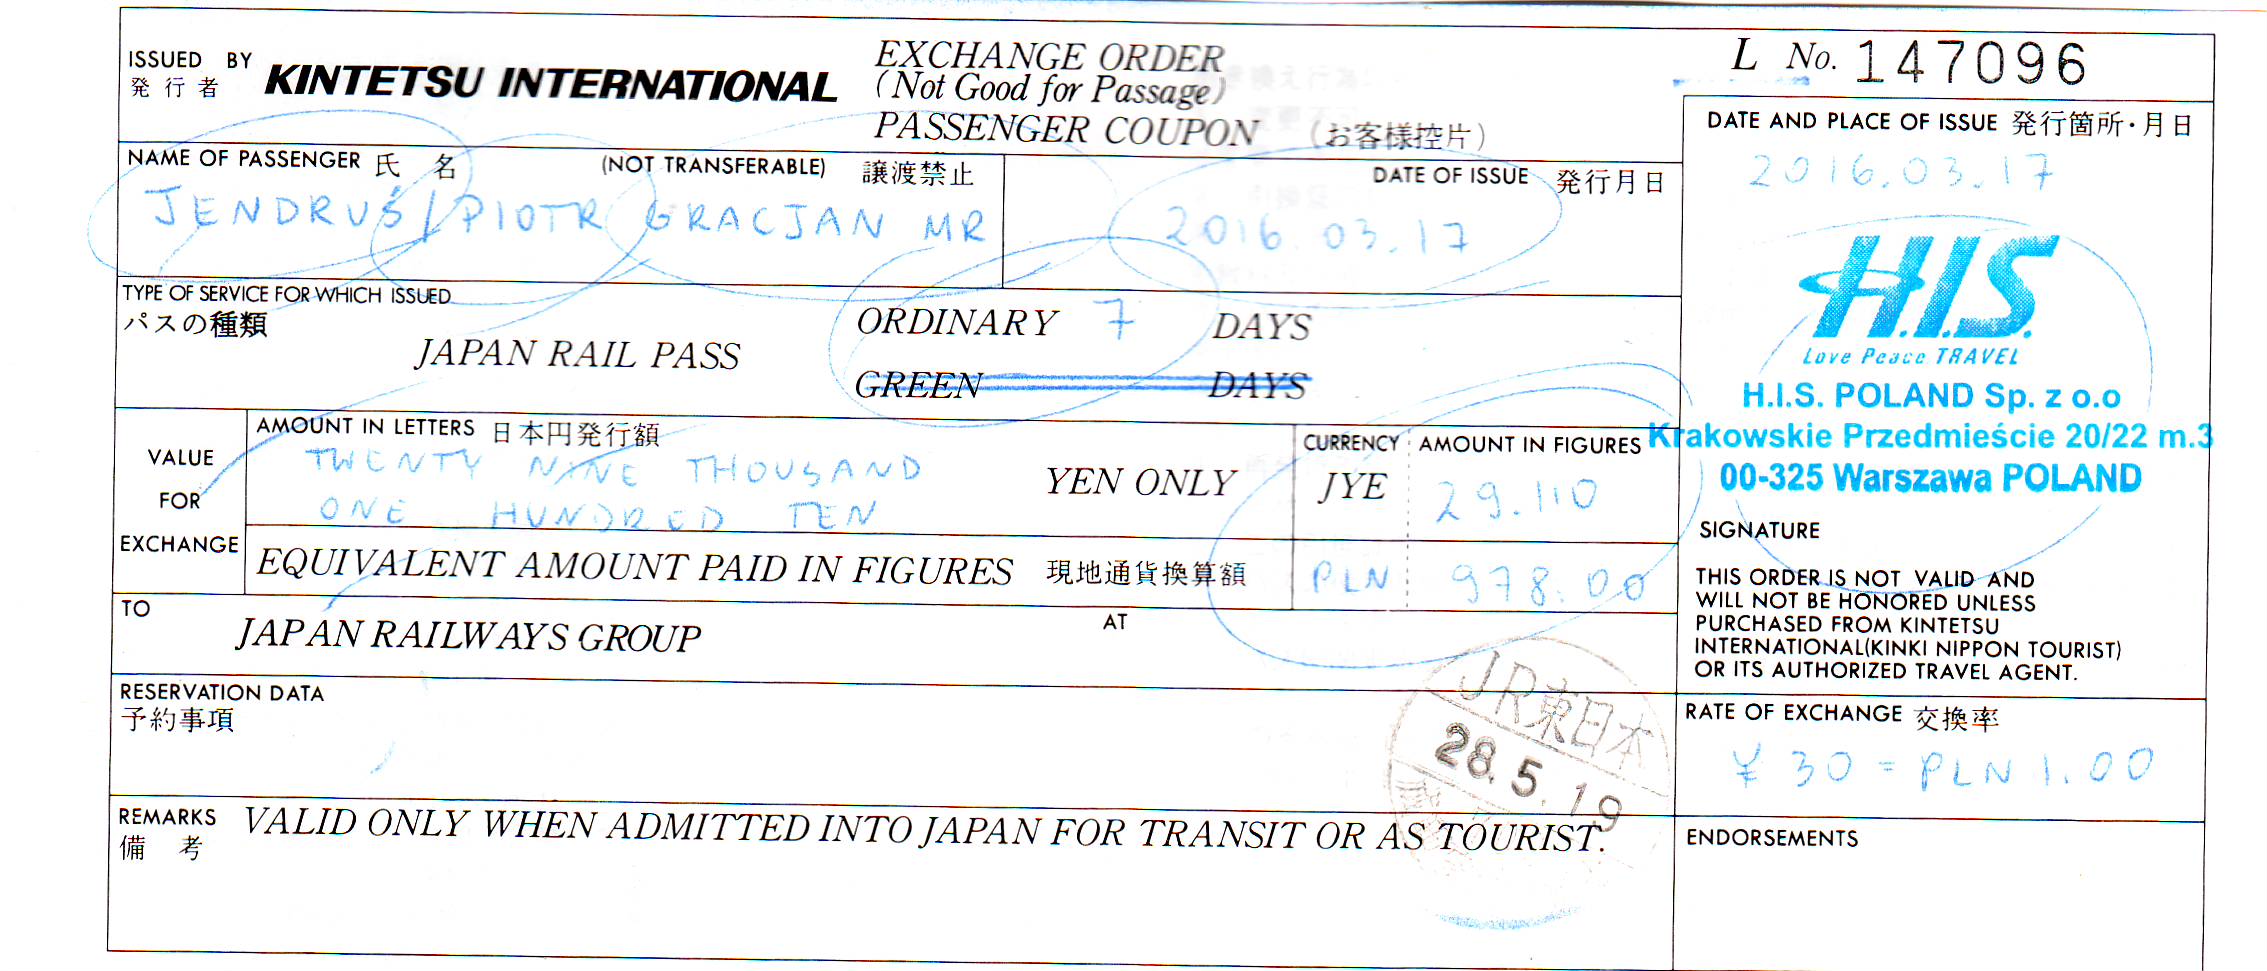 ISSUED BY
発行者
KINTETSU INTERNATIONAL
EXCHANGE ORDER
(Not Good for Passage)
PASSENGER COUPON (お客様控片)
L No. 147096
NAME OF PASSENGER 氏 名 (NOT TRANSFERABLE) 譲渡禁止
JENDRUŚ/PIOTR GRACJAN MR
DATE OF ISSUE 発行月日
2016.03.17
DATE AND PLACE OF ISSUE 発行箇所・月日
2016.03.17
H.I.S.
Love Peace TRAVEL
H.I.S. POLAND Sp. z o.o
Krakowskie Przedmieście 20/22 m.3
00-325 Warszawa POLAND
TYPE OF SERVICE FOR WHICH ISSUED
パスの種類
JAPAN RAIL PASS
ORDINARY 7 DAYS
GREEN DAYS
VALUE
FOR
EXCHANGE
AMOUNT IN LETTERS 日本円発行額
TWENTY NINE THOUSAND
ONE HUNDRED TEN
YEN ONLY
CURRENCY AMOUNT IN FIGURES
JYE 29.110
EQUIVALENT AMOUNT PAID IN FIGURES 現地通貨換算額
PLN 978.00
SIGNATURE
THIS ORDER IS NOT VALID AND
WILL NOT BE HONORED UNLESS
PURCHASED FROM KINTETSU
INTERNATIONAL(KINKI NIPPON TOURIST)
OR ITS AUTHORIZED TRAVEL AGENT.
TO
JAPAN RAILWAYS GROUP
AT
RESERVATION DATA
予約事項
JR東日本
28.5.19
RATE OF EXCHANGE 交換率
¥ 30 = PLN 1.00
REMARKS
備 考
VALID ONLY WHEN ADMITTED INTO JAPAN FOR TRANSIT OR AS TOURIST.
ENDORSEMENTS